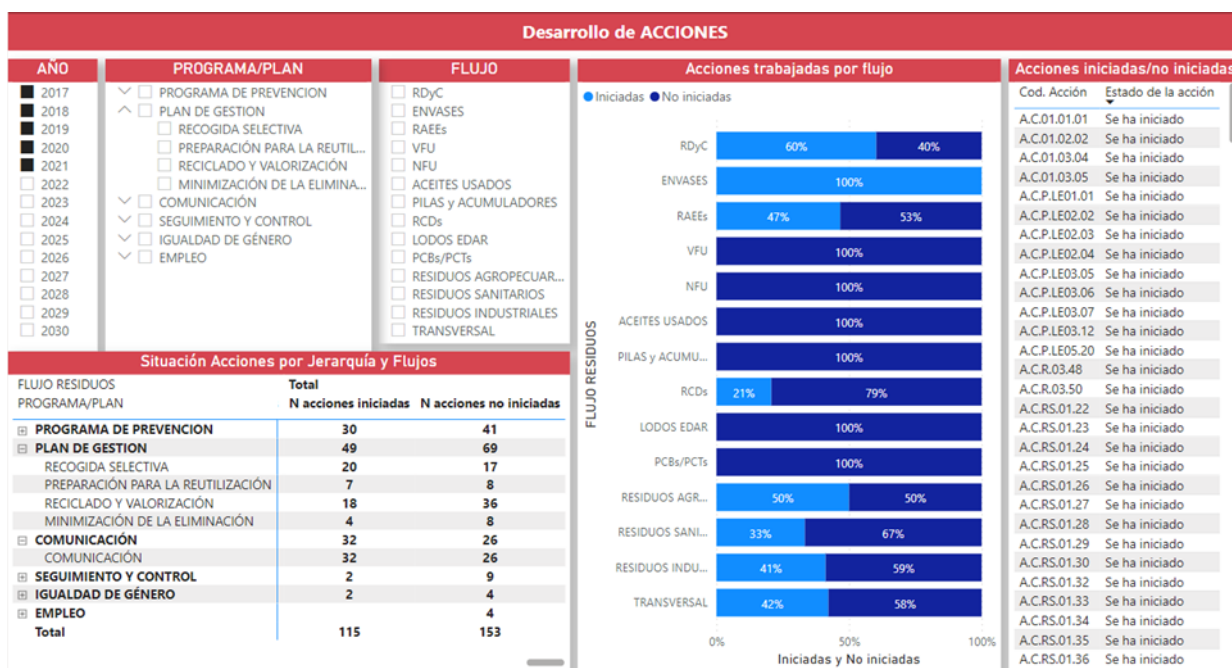 Desarrollo de ACCIONES
AÑO
2017
2018
2019
2020
2021
2022
2023
2024
2025
2026
2027
2028
2029
2030
PROGRAMA/PLAN
PROGRAMA DE PREVENCION
PLAN DE GESTION
RECOGIDA SELECTIVA
PREPARACIÓN PARA LA REUTIL...
RECICLADO Y VALORIZACIÓN
MINIMIZACIÓN DE LA ELIMINA...
COMUNICACIÓN
SEGUIMIENTO Y CONTROL
IGUALDAD DE GÉNERO
EMPLEO
FLUJO
RDyC
ENVASES
RAEEs
VFU
NFU
ACEITES USADOS
PILAS y ACUMULADORES
RCDs
LODOS EDAR
PCBs/PCTs
RESIDUOS AGROPECUAR...
RESIDUOS SANITARIOS
RESIDUOS INDUSTRIALES
TRANSVERSAL
Situación Acciones por Jerarquía y Flujos
FLUJO RESIDUOS Total
PROGRAMA/PLAN N acciones iniciadas N acciones no iniciadas
PROGRAMA DE PREVENCION 30 41
PLAN DE GESTION 49 69
RECOGIDA SELECTIVA 20 17
PREPARACIÓN PARA LA REUTILIZACIÓN 7 8
RECICLADO Y VALORIZACIÓN 18 36
MINIMIZACIÓN DE LA ELIMINACIÓN 4 8
COMUNICACIÓN 32 26
COMUNICACIÓN 32 26
SEGUIMIENTO Y CONTROL 2 9
IGUALDAD DE GÉNERO 2 4
EMPLEO 4
Total 115 153
Acciones trabajadas por flujo
Iniciadas No iniciadas
FLUJO RESIDUOS
RDyC 60% 40%
ENVASES 100%
RAEEs 47% 53%
VFU 100%
NFU 100%
ACEITES USADOS 100%
PILAS y ACUMU... 100%
RCDs 21% 79%
LODOS EDAR 100%
PCBs/PCTs 100%
RESIDUOS AGR... 50% 50%
RESIDUOS SANI... 33% 67%
RESIDUOS INDU... 41% 59%
TRANSVERSAL 42% 58%
0% 50% 100%
Iniciadas y No iniciadas
Acciones iniciadas/no iniciadas
Cod. Acción Estado de la acción
A.C.01.01.01 Se ha iniciado
A.C.01.02.02 Se ha iniciado
A.C.01.03.04 Se ha iniciado
A.C.01.03.05 Se ha iniciado
A.C.P.LE01.01 Se ha iniciado
A.C.P.LE02.02 Se ha iniciado
A.C.P.LE02.03 Se ha iniciado
A.C.P.LE02.04 Se ha iniciado
A.C.P.LE03.05 Se ha iniciado
A.C.P.LE03.06 Se ha iniciado
A.C.P.LE03.07 Se ha iniciado
A.C.P.LE03.12 Se ha iniciado
A.C.P.LE05.20 Se ha iniciado
A.C.R.03.48 Se ha iniciado
A.C.R.03.50 Se ha iniciado
A.C.RS.01.22 Se ha iniciado
A.C.RS.01.23 Se ha iniciado
A.C.RS.01.24 Se ha iniciado
A.C.RS.01.25 Se ha iniciado
A.C.RS.01.26 Se ha iniciado
A.C.RS.01.27 Se ha iniciado
A.C.RS.01.28 Se ha iniciado
A.C.RS.01.29 Se ha iniciado
A.C.RS.01.30 Se ha iniciado
A.C.RS.01.32 Se ha iniciado
A.C.RS.01.33 Se ha iniciado
A.C.RS.01.34 Se ha iniciado
A.C.RS.01.35 Se ha iniciado
A.C.RS.01.36 Se ha iniciado